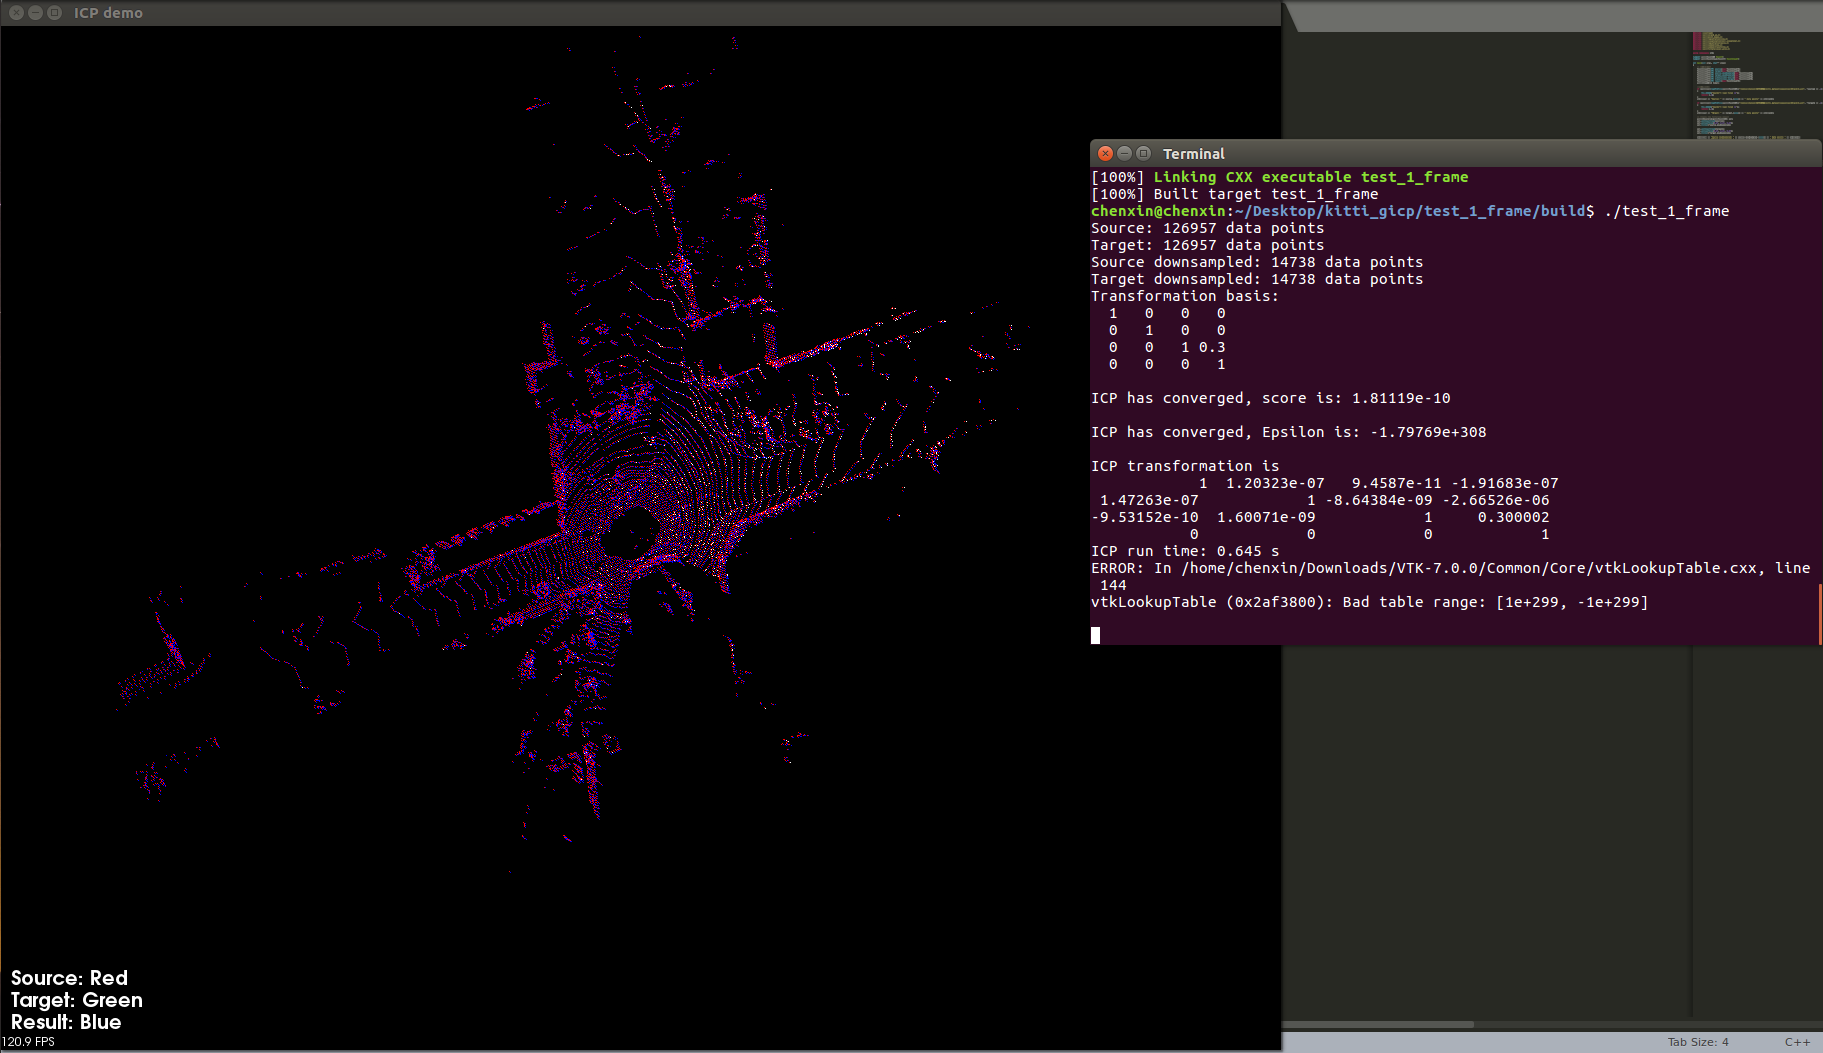 ICP demo
Terminal
[100%] Linking CXX executable test_1_frame
[100%] Built target test_1_frame
chenxin@chenxin:~/Desktop/kitti_gicp/test_1_frame/build$ ./test_1_frame
Source: 126957 data points
Target: 126957 data points
Source downsampled: 14738 data points
Target downsampled: 14738 data points
Transformation basis:
1 0 0 0
0 1 0 0
0 0 1 0.3
0 0 0 1
ICP has converged, score is: 1.81119e-10
ICP has converged, Epsilon is: -1.79769e+308
ICP transformation is
1 1.20323e-07 9.4587e-11 -1.91683e-07
1.47263e-07 1 -8.64384e-09 -2.66526e-06
-9.53152e-10 1.60071e-09 1 0.300002
0 0 0 1
ICP run time: 0.645 s
ERROR: In /home/chenxin/Downloads/VTK-7.0.0/Common/Core/vtkLookupTable.cxx, line
144
vtkLookupTable (0x2af3800): Bad table range: [1e+299, -1e+299]
Source: Red
Target: Green
Result: Blue
120.9 FPS
Tab Size: 4
C++